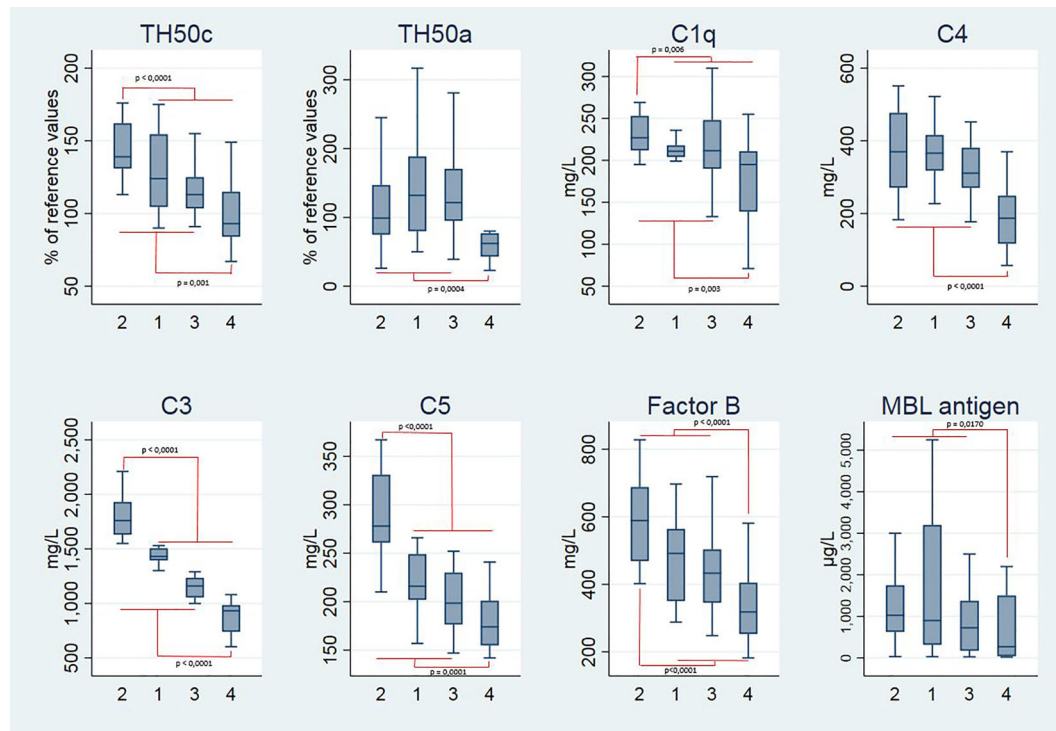 TH50c
TH50a
C1q
C4
% of reference values
200
150
100
50
p < 0,0001
p = 0,001
2 1 3 4
% of reference values
300
200
100
0
p = 0,0004
2 1 3 4
mg/L
300
250
200
150
100
50
p = 0,006
p = 0,003
2 1 3 4
mg/L
600
400
200
0
p < 0,0001
2 1 3 4
C3
C5
Factor B
MBL antigen
mg/L
2,500
2,000
1,500
1,000
500
p < 0,0001
p < 0,0001
2 1 3 4
mg/L
350
300
250
200
150
p <0,0001
p = 0,0001
2 1 3 4
mg/L
800
600
400
200
p < 0,0001
p<0,0001
2 1 3 4
µg/L
5,000
4,000
3,000
2,000
1,000
0
p = 0,0170
2 1 3 4